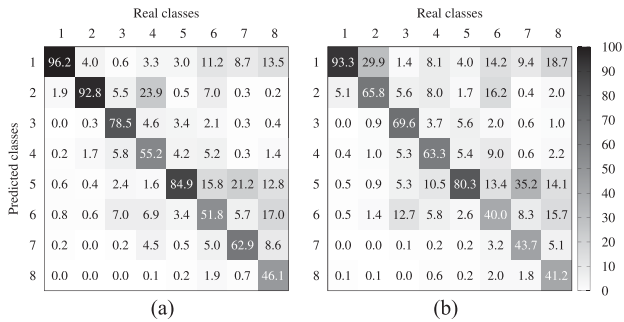 Real classes Real classes
1 2 3 4 5 6 7 8 1 2 3 4 5 6 7 8
1 96.2 4.0 0.6 3.3 3.0 11.2 8.7 13.5 1 93.3 29.9 1.4 8.1 4.0 14.2 9.4 18.7 100
2 1.9 92.8 5.5 23.9 0.5 7.0 0.3 0.2 2 5.1 65.8 5.6 8.0 1.7 16.2 0.4 2.0 90
3 0.0 0.3 78.5 4.6 3.4 2.1 0.3 0.4 3 0.0 0.9 69.6 3.7 5.6 2.0 0.6 1.0 80
4 0.2 1.7 5.8 55.2 4.2 5.2 0.3 1.4 4 0.4 1.0 5.3 63.3 5.4 9.0 0.6 2.2 70
60
Predicted classes
5 0.6 0.4 2.4 1.6 84.9 15.8 21.2 12.8 5 0.5 0.9 5.3 10.5 80.3 13.4 35.2 14.1 50
40
6 0.8 0.6 7.0 6.9 3.4 51.8 5.7 17.0 6 0.5 1.4 12.7 5.8 2.6 40.0 8.3 15.7 30
7 0.2 0.0 0.2 4.5 0.5 5.0 62.9 8.6 7 0.0 0.0 0.1 0.2 0.2 3.2 43.7 5.1 20
10
8 0.0 0.0 0.0 0.1 0.2 1.9 0.7 46.1 8 0.1 0.1 0.0 0.6 0.2 2.0 1.8 41.2 0
(a) (b)